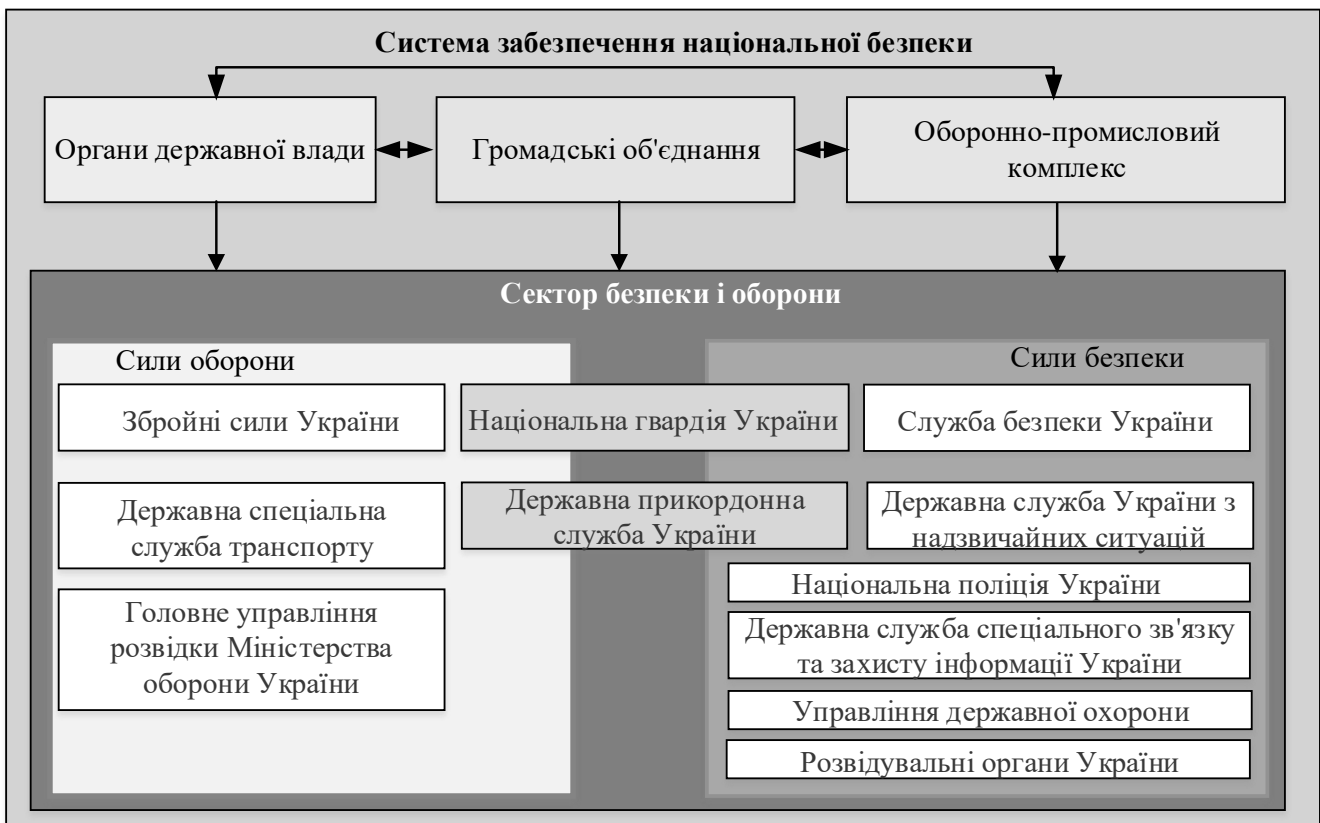 Система забезпечення національної безпеки
Органи державної влади
Громадські об'єднання
Оборонно-промисловий
комплекс
Сектор безпеки і оборони
Сили оборони
Сили безпеки
Збройні сили України
Національна гвардія України
Служба безпеки України
Державна спеціальна
служба транспорту
Державна прикордонна
служба України
Державна служба України з
надзвичайних ситуацій
Головне управління
розвідки Міністерства
оборони України
Національна поліція України
Державна служба спеціального зв'язку
та захисту інформації України
Управління державної охорони
Розвідувальні органи України